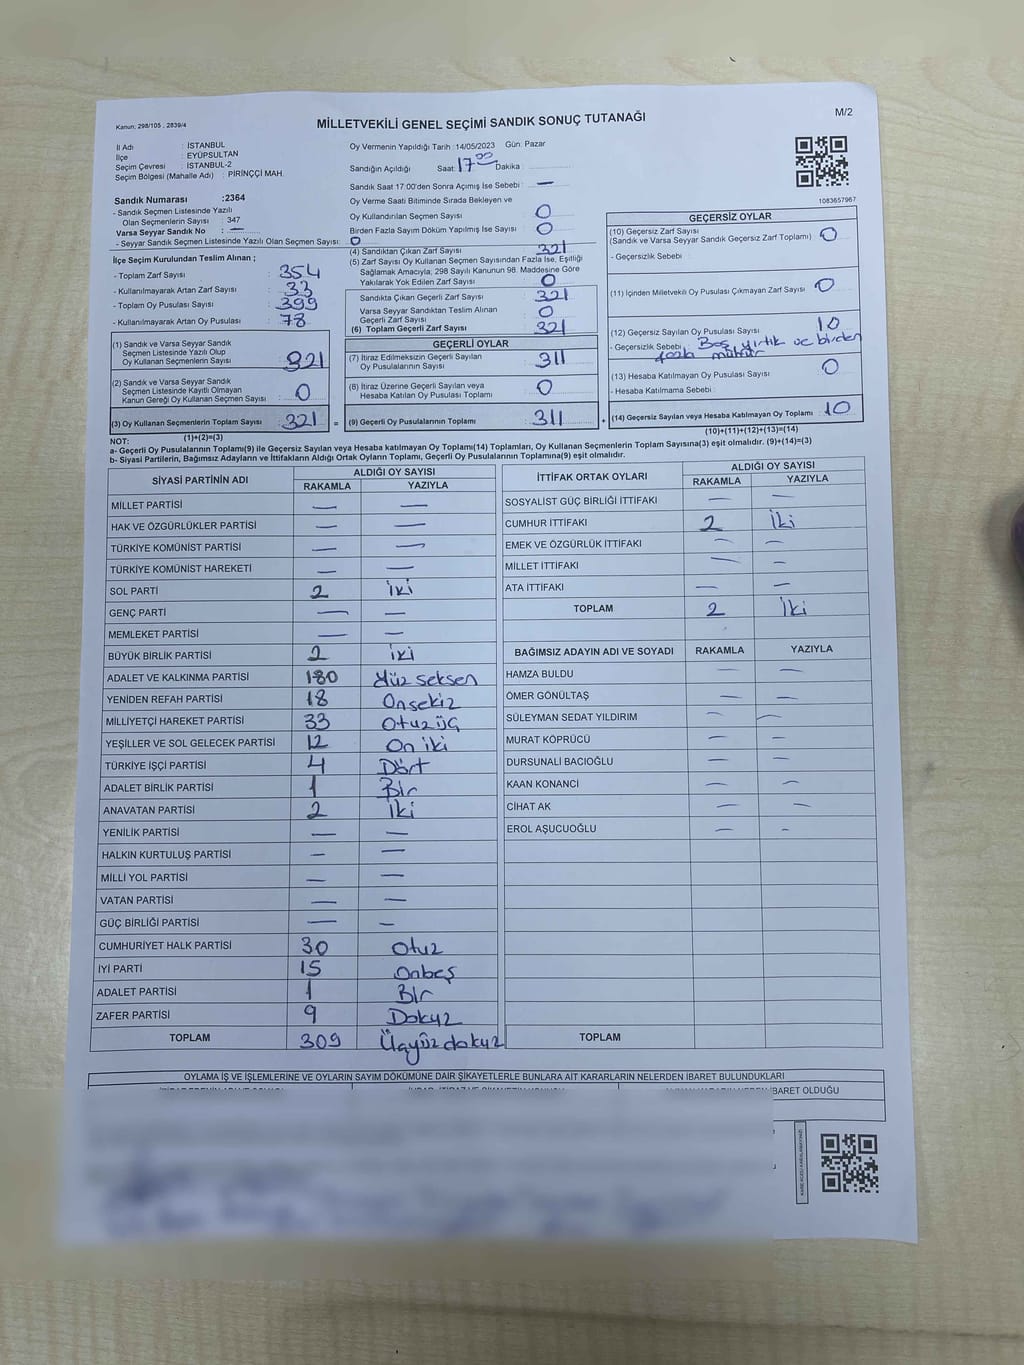 Kanun; 298/105 , 2839/4
M/2
MİLLETVEKİLİ GENEL SEÇİMİ SANDIK SONUÇ TUTANAĞI
İl Adı : İSTANBUL
İlçe : EYÜPSULTAN
Seçim Çevresi : İSTANBUL-2
Seçim Bölgesi (Mahalle Adı) : PİRİNÇÇİ MAH.
Oy Vermenin Yapıldığı Tarih :14/05/2023 Gün: Pazar
Sandığın Açıldığı Saat: 17 00 Dakika :
Sandık Saat 17:00'den Sonra Açımış İse Sebebi : —
Oy Verme Saati Bitiminde Sırada Bekleyen ve
Oy Kullandırılan Seçmen Sayısı : 0
Birden Fazla Sayım Döküm Yapılmış İse Sayısı : 0
1083657967
Sandık Numarası :2364
- Sandık Seçmen Listesinde Yazılı
Olan Seçmenlerin Sayısı : 347
Varsa Seyyar Sandık No : —
- Seyyar Sandık Seçmen Listesinde Yazılı Olan Seçmen Sayısı: 0
İlçe Seçim Kurulundan Teslim Alınan ;
- Toplam Zarf Sayısı : 354
- Kullanılmayarak Artan Zarf Sayısı : 33
- Toplam Oy Pusulası Sayısı : 399
- Kullanılmayarak Artan Oy Pusulası : 78
(1) Sandık ve Varsa Seyyar Sandık
Seçmen Listesinde Yazılı Olup
Oy Kullanan Seçmenlerin Sayısı : 321
(2) Sandık ve Varsa Seyyar Sandık
Seçmen Listesinde Kayıtlı Olmayan
Kanun Gereği Oy Kullanan Seçmen Sayısı : 0
(3) Oy Kullanan Seçmenlerin Toplam Sayısı : 321 =
(1)+(2)=(3)
(4) Sandıktan Çıkan Zarf Sayısı : 321
(5) Zarf Sayısı Oy Kullanan Seçmen Sayısından Fazla İse, Eşitliği
Sağlamak Amacıyla, 298 Sayılı Kanunun 98. Maddesine Göre
Yakılarak Yok Edilen Zarf Sayısı : 0
Sandıkta Çıkan Geçerli Zarf Sayısı : 321
Varsa Seyyar Sandıktan Teslim Alınan
Geçerli Zarf Sayısı : 0
(6) Toplam Geçerli Zarf Sayısı : 321
GEÇERLİ OYLAR
(7) İtiraz Edilmeksizin Geçerli Sayılan
Oy Pusulasının Sayısı : 311
(8) İtiraz Üzerine Geçerli Sayılan veya
Hesaba Katılan Oy Pusulası Toplamı : 0
(9) Geçerli Oy Pusulalarının Toplamı : 311 +
GEÇERSİZ OYLAR
(10) Geçersiz Zarf Sayısı
(Sandık ve Varsa Seyyar Sandık Geçersiz Zarf Toplamı) : 0
- Geçersizlik Sebebi :
(11) İçinden Milletvekili Oy Pusulası Çıkmayan Zarf Sayısı : 0
(12) Geçersiz Sayılan Oy Pusulası Sayısı : 10
- Geçersizlik Sebebi : Boş yırtık ve birden
fazla mühür
(13) Hesaba Katılmayan Oy Pusulası Sayısı : 0
- Hesaba Katılmama Sebebi :
(14) Geçersiz Sayılan veya Hesaba Katılmayan Oy Toplamı : 10
(10)+(11)+(12)+(13)=(14)
NOT:
a- Geçerli Oy Pusulalarının Toplamı(9) ile Geçersiz Sayılan veya Hesaba katılmayan Oy Toplamı(14) Toplamları, Oy Kullanan Seçmenlerin Toplam Sayısına(3) eşit olmalıdır. (9)+(14)=(3)
b- Siyasi Partilerin, Bağımsız Adayların ve İttifakların Aldığı Ortak Oyların Toplamı, Geçerli Oy Pusulalarının Toplamına(9) eşit olmalıdır.
SİYASİ PARTİNİN ADI ALDIĞI OY SAYISI
RAKAMLA YAZIYLA
MİLLET PARTİSİ — —
HAK VE ÖZGÜRLÜKLER PARTİSİ — —
TÜRKİYE KOMÜNİST PARTİSİ — —
TÜRKİYE KOMÜNİST HAREKETİ — —
SOL PARTİ 2 iki
GENÇ PARTİ — —
MEMLEKET PARTİSİ — —
BÜYÜK BİRLİK PARTİSİ 2 iki
ADALET VE KALKINMA PARTİSİ 180 Yüz seksen
YENİDEN REFAH PARTİSİ 18 Onsekiz
MİLLİYETÇİ HAREKET PARTİSİ 33 Otuz üç
YEŞİLLER VE SOL GELECEK PARTİSİ 12 On iki
TÜRKİYE İŞÇİ PARTİSİ 4 Dört
ADALET BİRLİK PARTİSİ 1 Bir
ANAVATAN PARTİSİ 2 İki
YENİLİK PARTİSİ — —
HALKIN KURTULUŞ PARTİSİ — —
MİLLİ YOL PARTİSİ — —
VATAN PARTİSİ — —
GÜÇ BİRLİĞİ PARTİSİ — —
CUMHURİYET HALK PARTİSİ 30 Otuz
İYİ PARTİ 15 Onbeş
ADALET PARTİSİ 1 Bir
ZAFER PARTİSİ 9 Dokuz
TOPLAM 309 Üçyüz dokuz
İTTİFAK ORTAK OYLARI ALDIĞI OY SAYISI
RAKAMLA YAZIYLA
SOSYALİST GÜÇ BİRLİĞİ İTTİFAKI — —
CUMHUR İTTİFAKI 2 İki
EMEK VE ÖZGÜRLÜK İTTİFAKI — —
MİLLET İTTİFAKI — —
ATA İTTİFAKI — —
TOPLAM 2 İki
BAĞIMSIZ ADAYIN ADI VE SOYADI RAKAMLA YAZIYLA
HAMZA BULDU — —
ÖMER GÖNÜLTAŞ — —
SÜLEYMAN SEDAT YILDIRIM — —
MURAT KÖPRÜCÜ — —
DURSUNALİ BACIOĞLU — —
KAAN KONANCİ — —
CİHAT AK — —
EROL AŞUCUOĞLU — —
TOPLAM
OYLAMA İŞ VE İŞLEMLERİNE VE OYLARIN SAYIM DÖKÜMÜNE DAİR ŞİKAYETLERLE BUNLARA AİT KARARLARIN NELERDEN İBARET BULUNDUKLARI
İBARET OLDUĞU